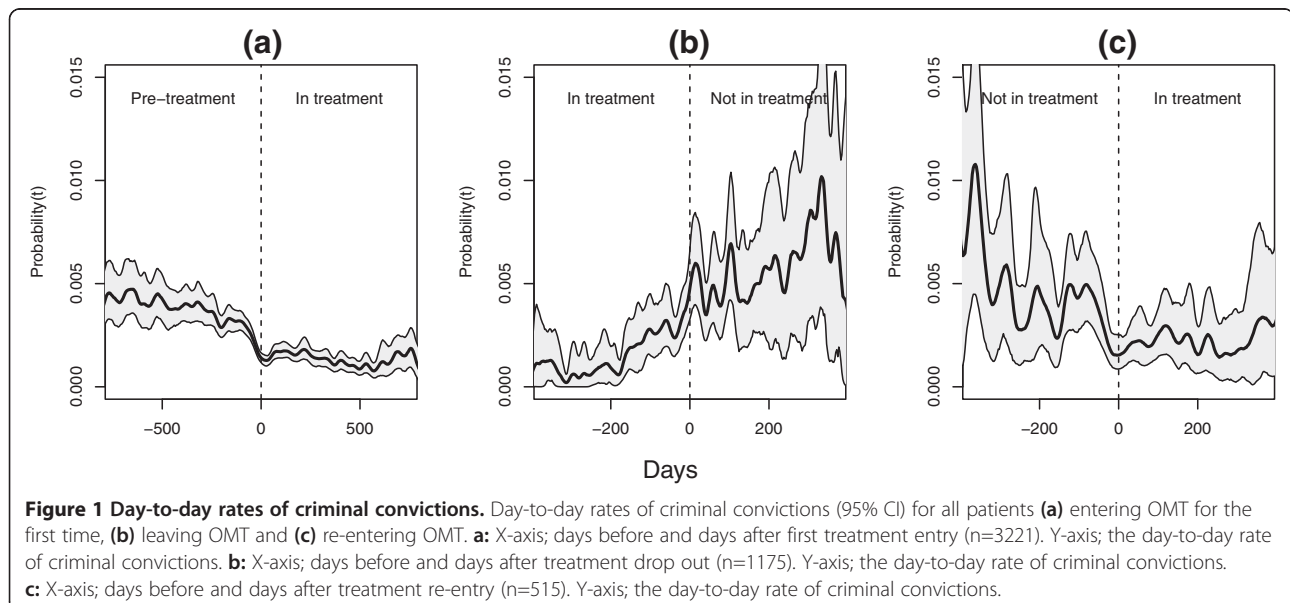 (a)
(b)
(c)
Probability(t)
0.015
0.010
0.005
0.000
Pre−treatment
In treatment
−500
0
500
Probability(t)
0.015
0.010
0.005
0.000
In treatment
Not in treatment
−200
0
200
Probability(t)
0.015
0.010
0.005
0.000
Not in treatment
In treatment
−200
0
200
Days
Figure 1 Day-to-day rates of criminal convictions. Day-to-day rates of criminal convictions (95% CI) for all patients (a) entering OMT for the
first time, (b) leaving OMT and (c) re-entering OMT. a: X-axis; days before and days after first treatment entry (n=3221). Y-axis; the day-to-day rate
of criminal convictions. b: X-axis; days before and days after treatment drop out (n=1175). Y-axis; the day-to-day rate of criminal convictions.
c: X-axis; days before and days after treatment re-entry (n=515). Y-axis; the day-to-day rate of criminal convictions.